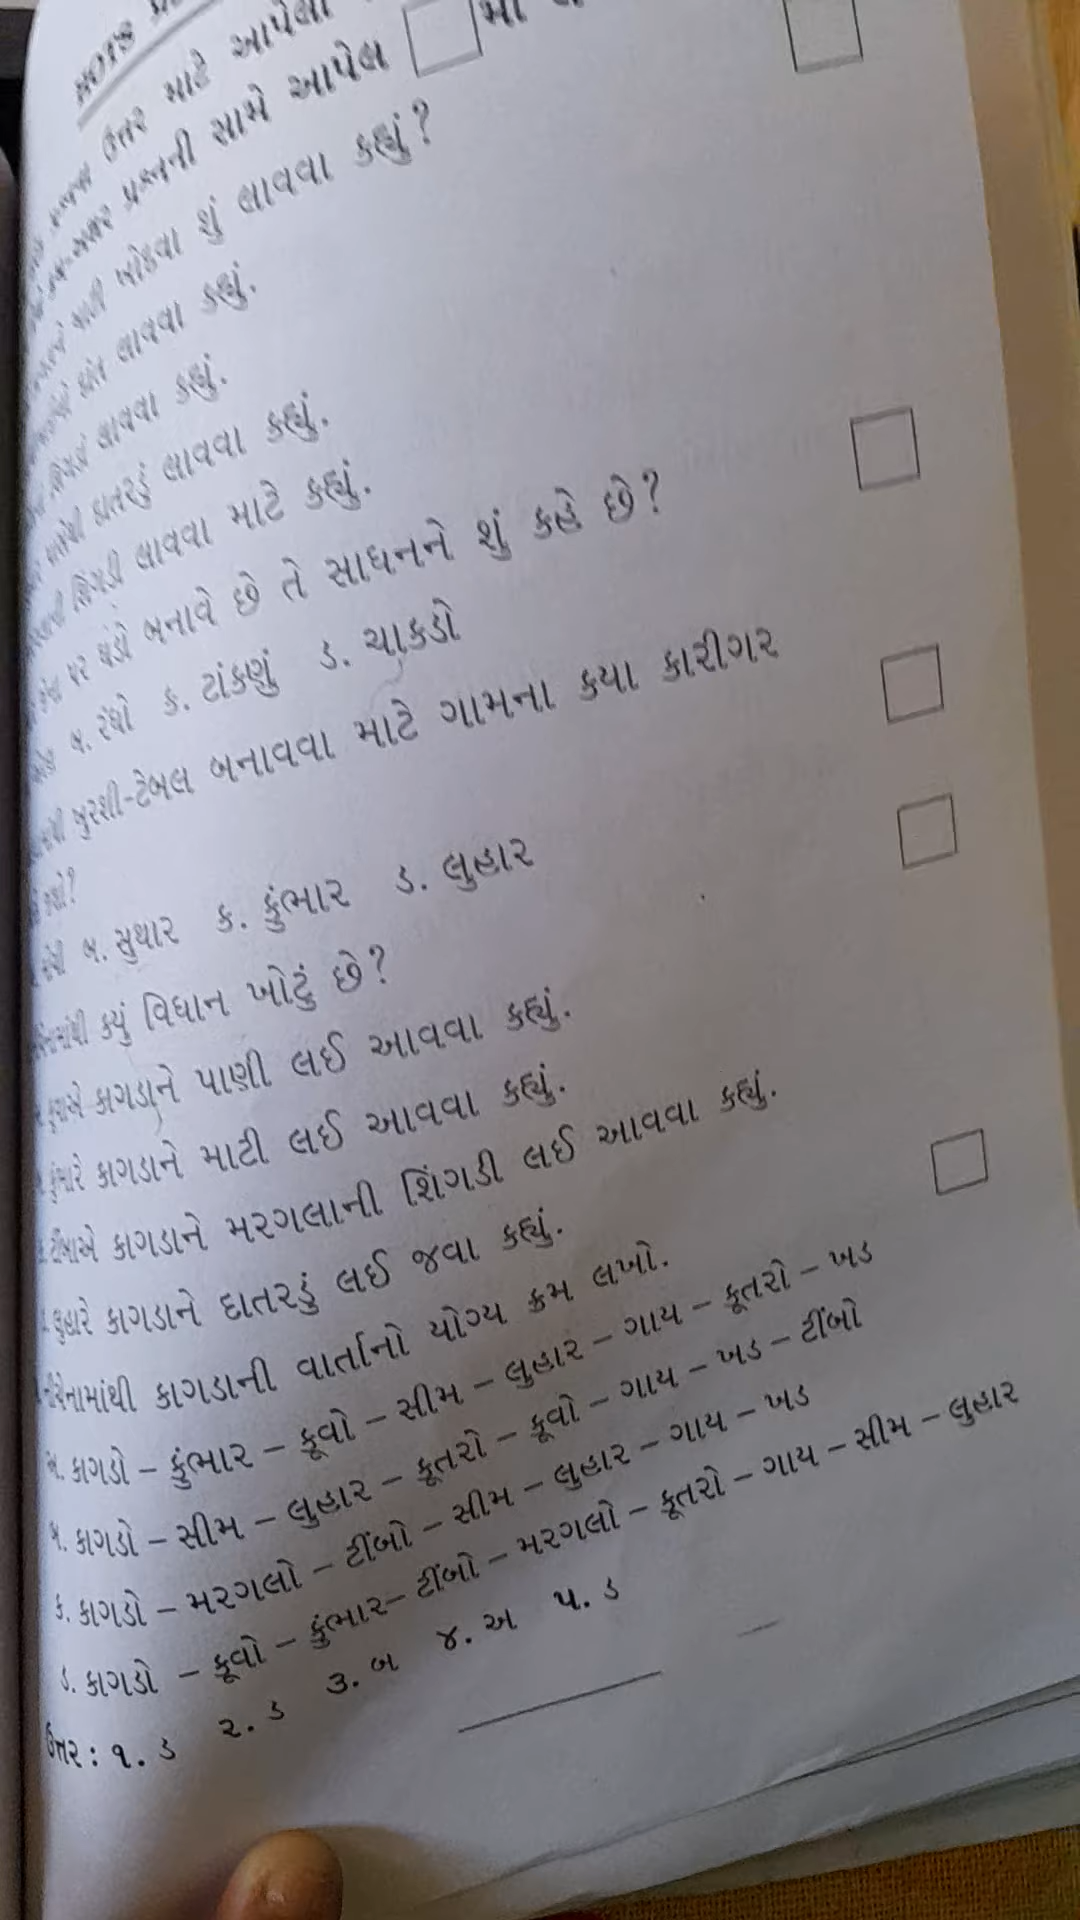 ઉત્તર માટે આપેલા
પ્રશ્નની સામે આપેલ માં
ખોદવા શું લાવવા કહ્યું?
લાવવા કહ્યું.
લાવવા કહ્યું.
દાતરડું લાવવા કહ્યું.
શિંગડી લાવવા માટે કહ્યું.
પર ઘડો બનાવે છે તે સાધનને શું કહે છે?
બ. રંધો ક. ટાંકણું ડ. ચાકડો
ખુરશી-ટેબલ બનાવવા માટે ગામના કયા કારીગર
બ. સુથાર ક. કુંભાર ડ. લુહાર
કયું વિધાન ખોટું છે?
કાગડાને પાણી લઈ આવવા કહ્યું.
કુંભારે કાગડાને માટી લઈ આવવા કહ્યું.
ટીંબાએ કાગડાને મરગલાની શિંગડી લઈ આવવા કહ્યું.
લુહારે કાગડાને દાતરડું લઈ જવા કહ્યું.
નીચેનામાંથી કાગડાની વાર્તાનો યોગ્ય ક્રમ લખો.
અ. કાગડો – કુંભાર – કૂવો – સીમ – લુહાર – ગાય – કૂતરો – ખડ
બ. કાગડો – સીમ – લુહાર – કૂતરો – કૂવો – ગાય – ખડ – ટીંબો
ક. કાગડો – મરગલો – ટીંબો – સીમ – લુહાર – ગાય – ખડ
ડ. કાગડો – કૂવો – કુંભાર – ટીંબો – મરગલો – કૂતરો – ગાય – સીમ – લુહાર
ઉત્તર : ૧. ડ ૨. ડ ૩. બ ૪. અ ૫. ડ